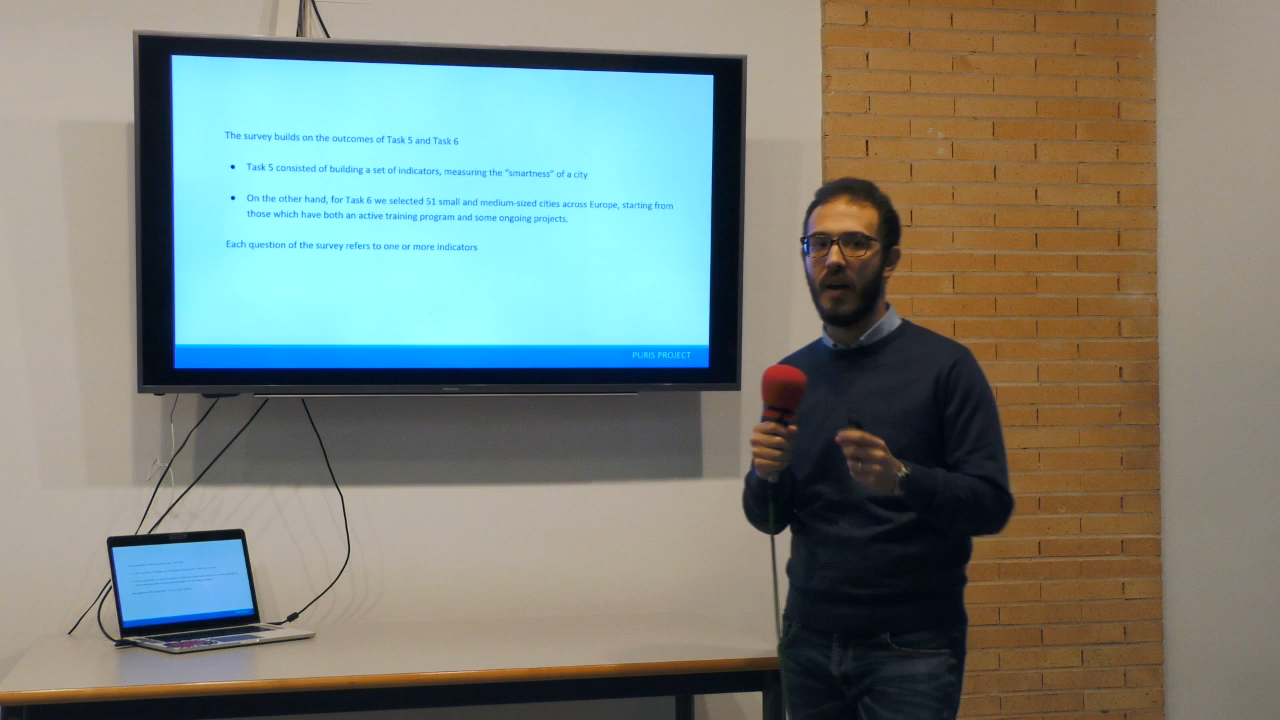 The survey builds on the outcomes of Task 5 and Task 6
● Task 5 consisted of building a set of indicators, measuring the "smartness" of a city
● On the other hand, for Task 6 we selected 51 small and medium-sized cities across Europe, starting from
those which have both an active training program and some ongoing projects.
Each question of the survey refers to one or more indicators
PURIS PROJECT